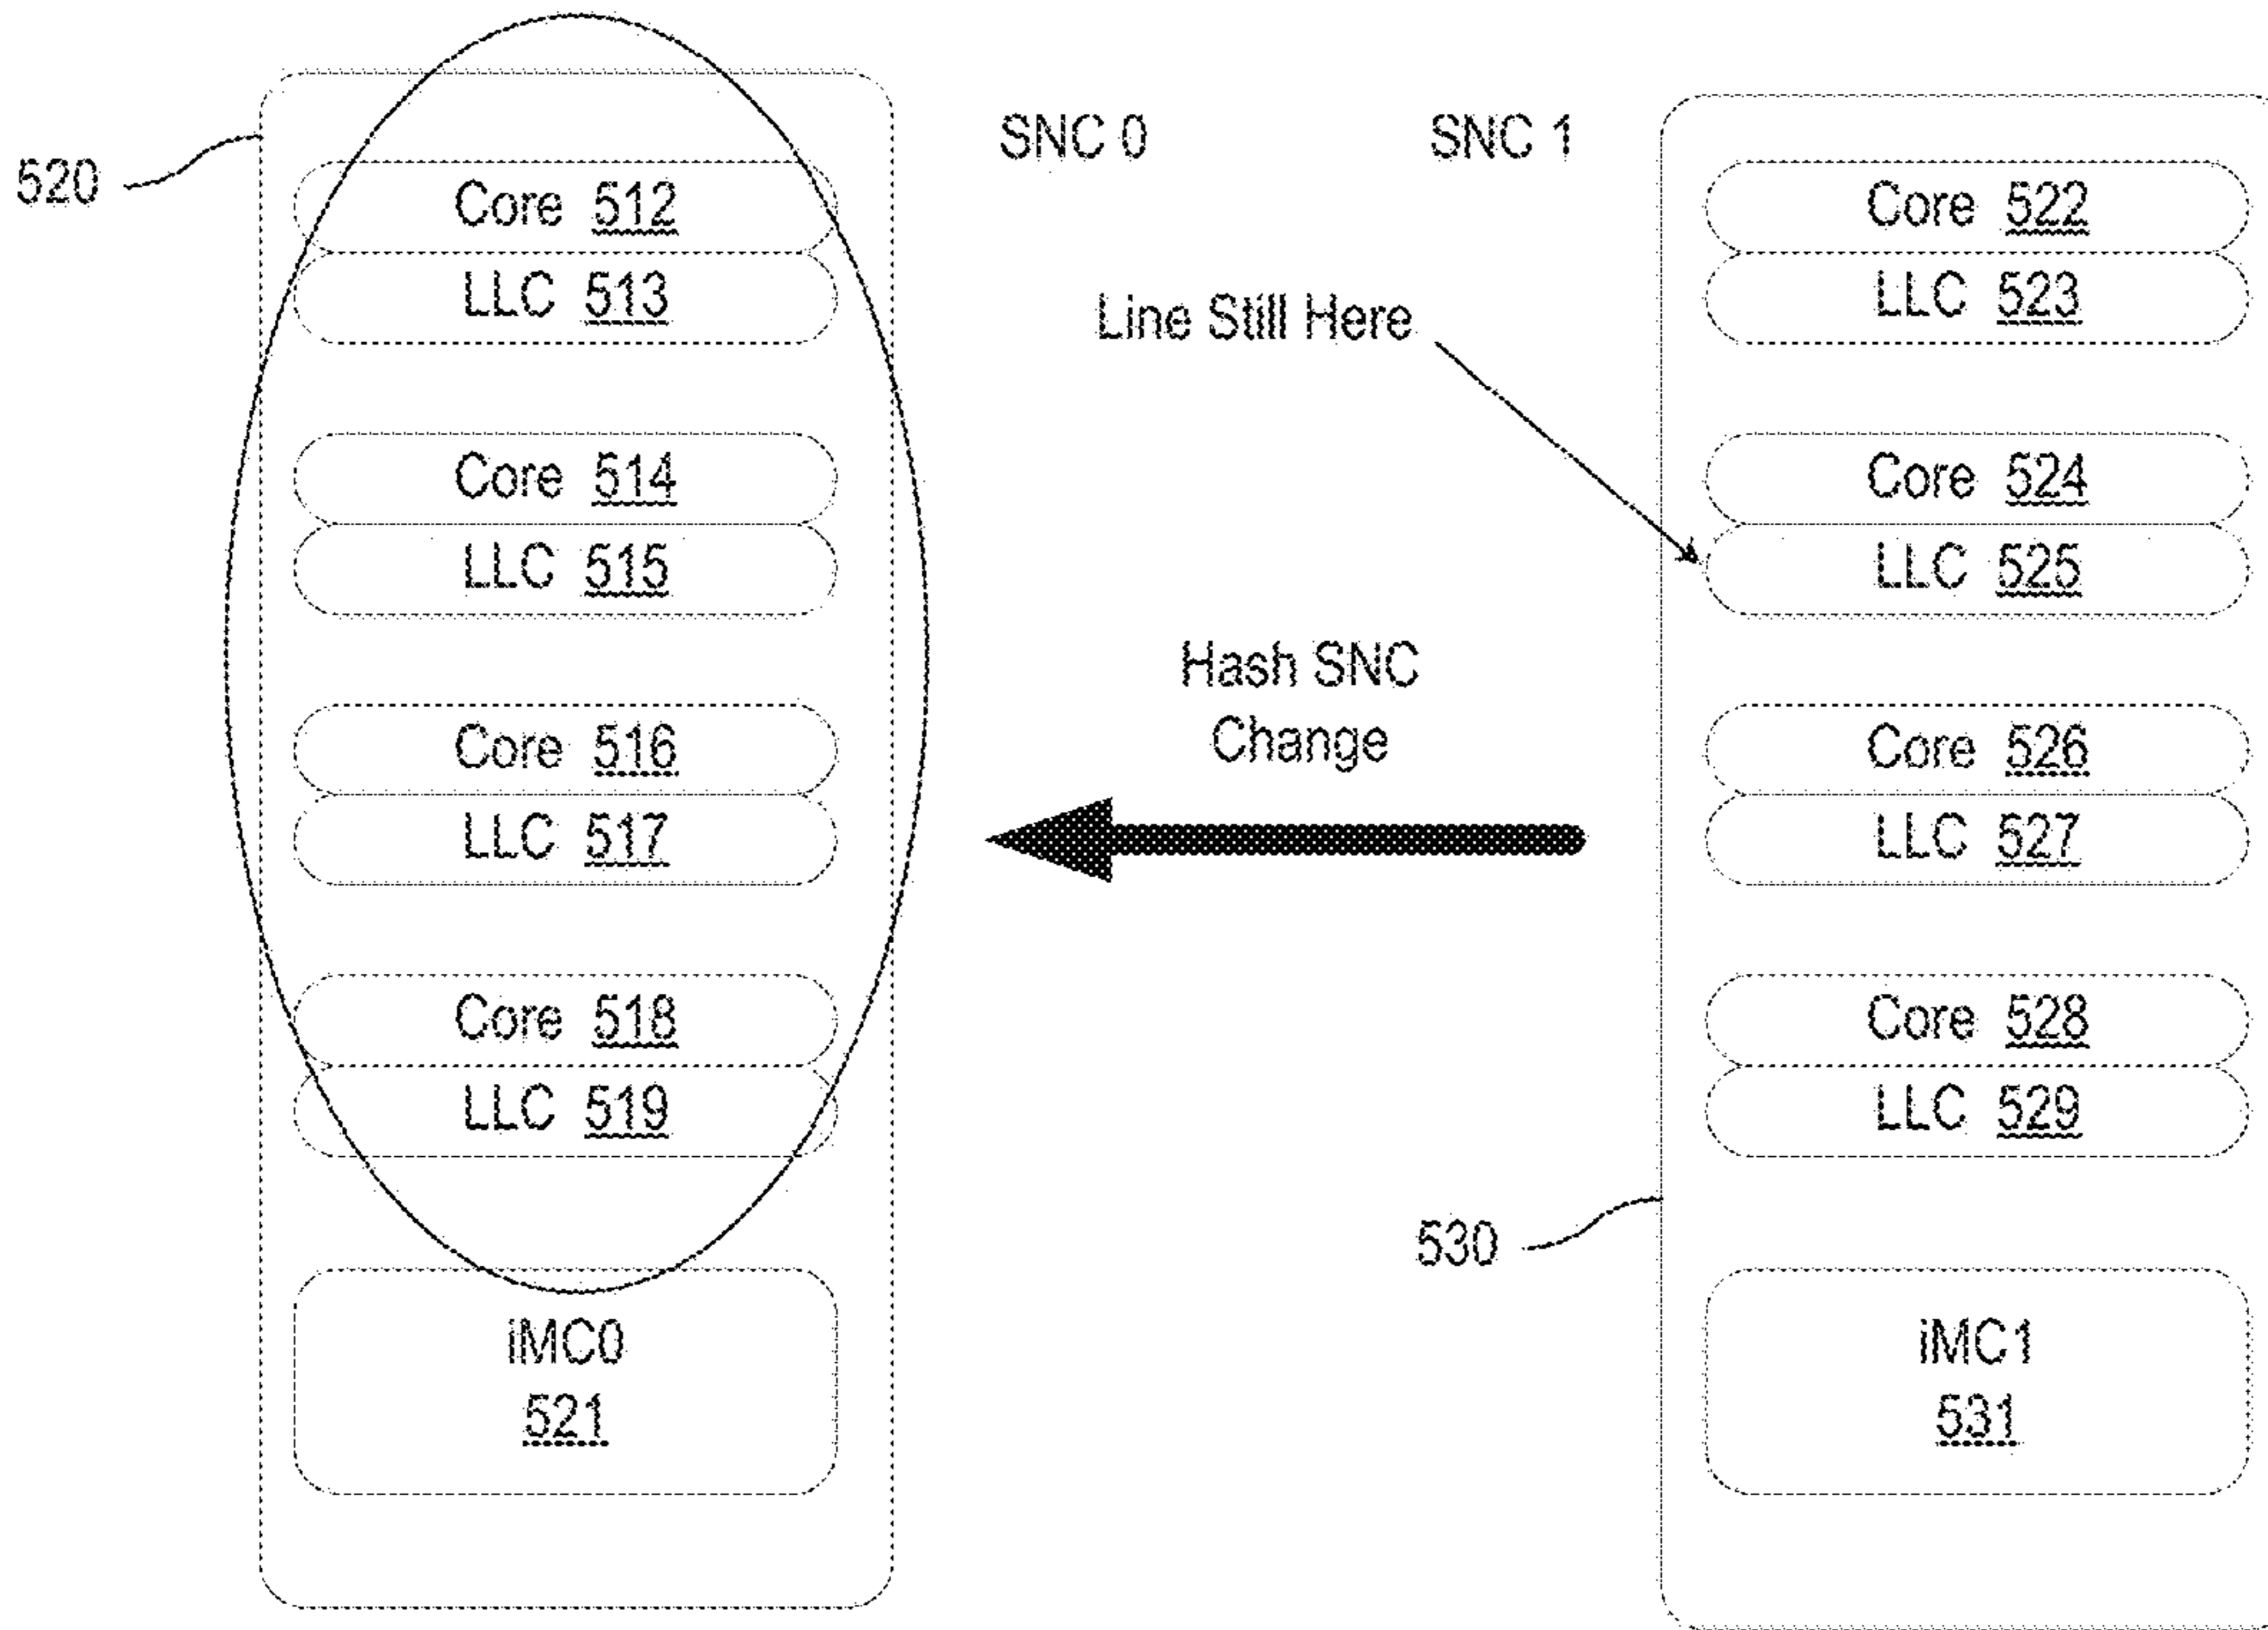 520
SNC 0
SNC 1
Core 512
LLC 513
Core 514
LLC 515
Core 516
LLC 517
Core 518
LLC 519
iMC0
521
Line Still Here
Hash SNC
Change
Core 522
LLC 523
Core 524
LLC 525
Core 526
LLC 527
Core 528
LLC 529
530
iMC1
531